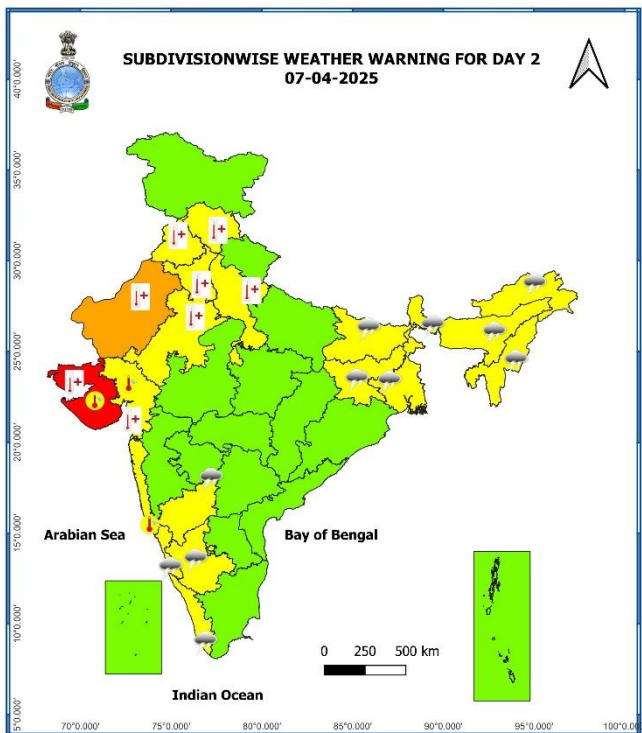 SUBDIVISIONWISE WEATHER WARNING FOR DAY 2
07-04-2025
40°0.000'
35°0.000'
30°0.000'
25°0.000'
20°0.000'
15°0.000'
10°0.000'
5°0.000'
Arabian Sea
Bay of Bengal
0 250 500 km
Indian Ocean
70°0.000' 75°0.000' 80°0.000' 85°0.000' 90°0.000' 95°0.000' 100°0.000'